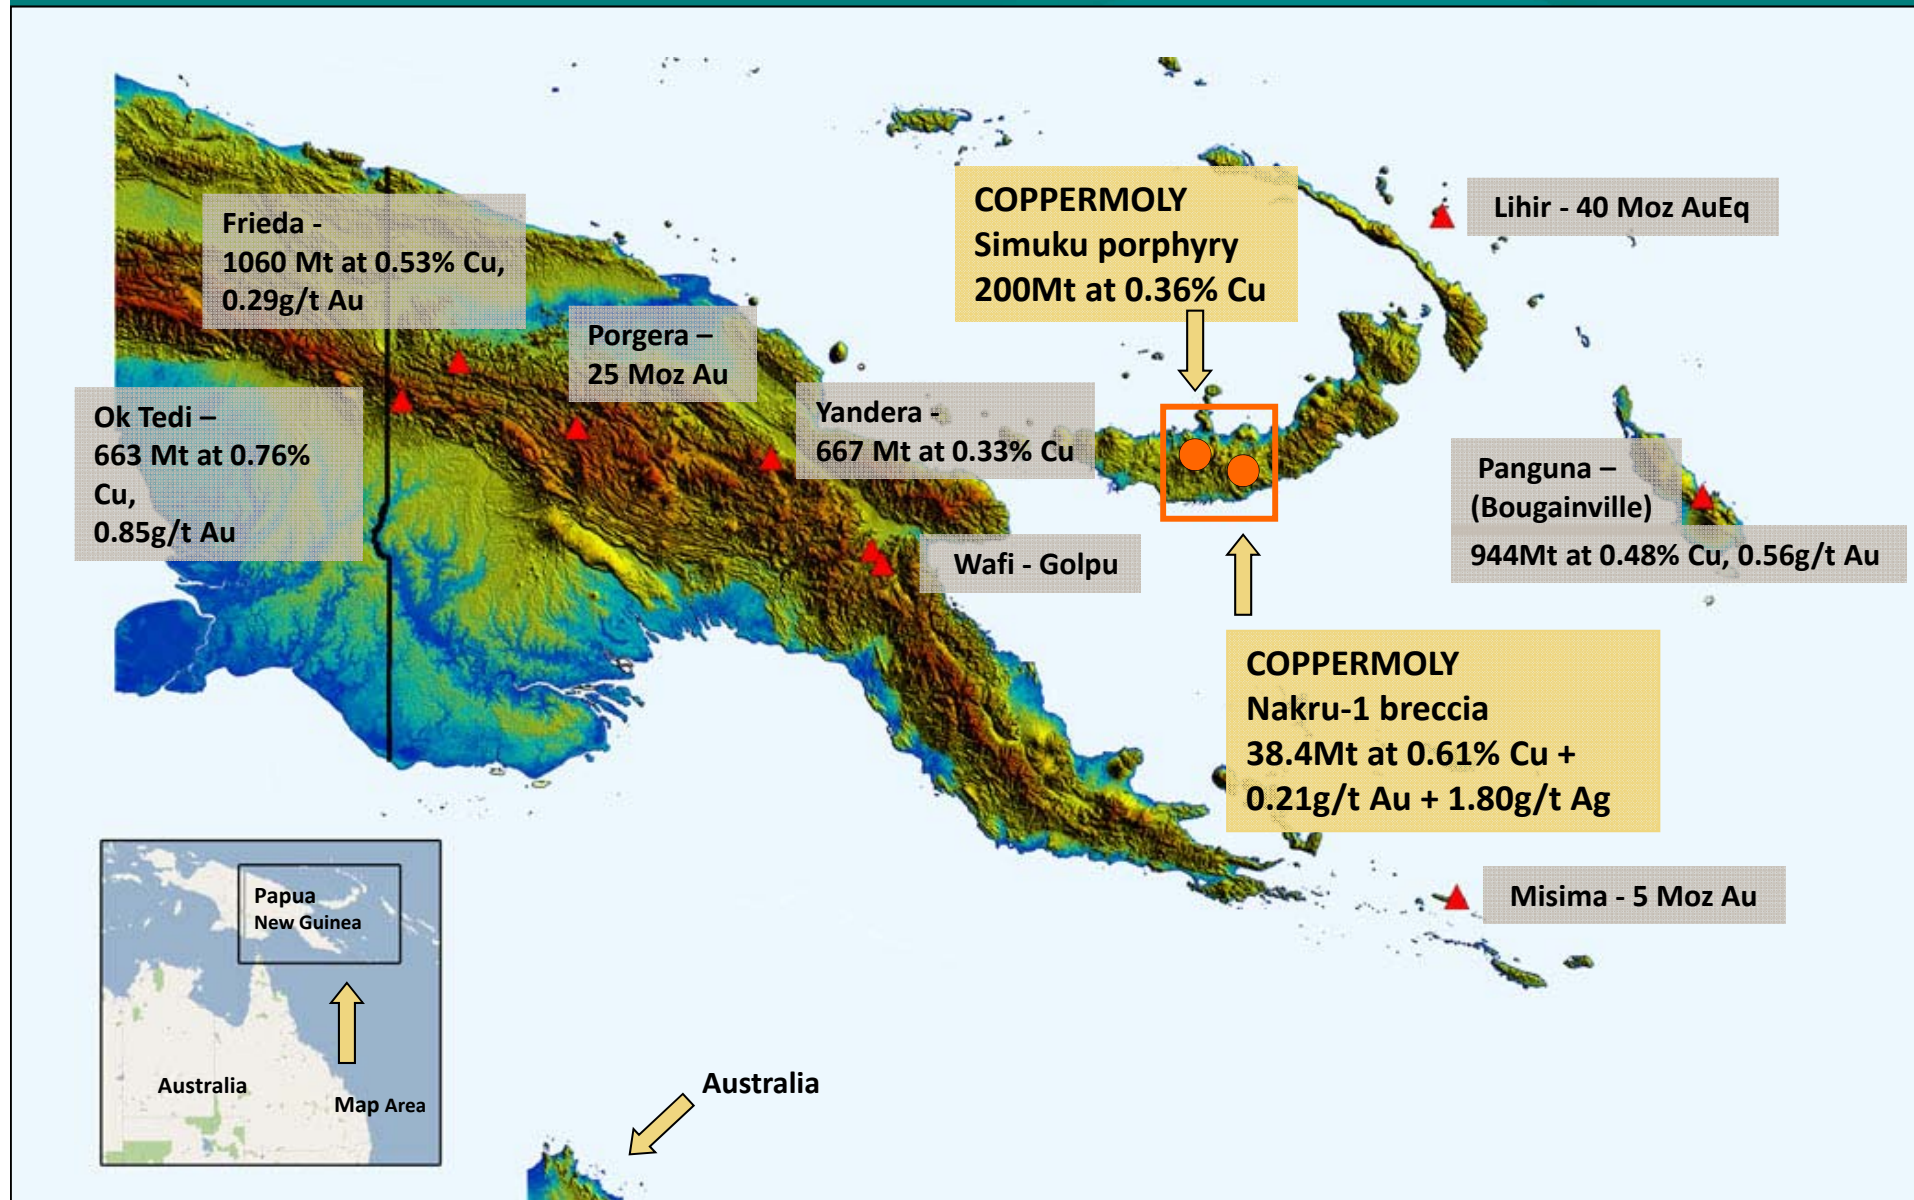 Frieda -
1060 Mt at 0.53% Cu,
0.29g/t Au
COPPERMOLY
Simuku porphyry
200Mt at 0.36% Cu
Lihir - 40 Moz AuEq
Porgera –
25 Moz Au
Ok Tedi –
663 Mt at 0.76%
Cu,
0.85g/t Au
Yandera -
667 Mt at 0.33% Cu
Panguna –
(Bougainville)
944Mt at 0.48% Cu, 0.56g/t Au
Wafi - Golpu
COPPERMOLY
Nakru-1 breccia
38.4Mt at 0.61% Cu +
0.21g/t Au + 1.80g/t Ag
Misima - 5 Moz Au
Papua
New Guinea
Australia
Map Area
Australia